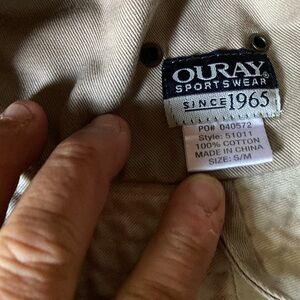 OURAY®
SPORTSWEAR
SINCE 1965
PO# 040572
Style: 51011
100% COTTON
MADE IN CHINA
SIZE: S/M